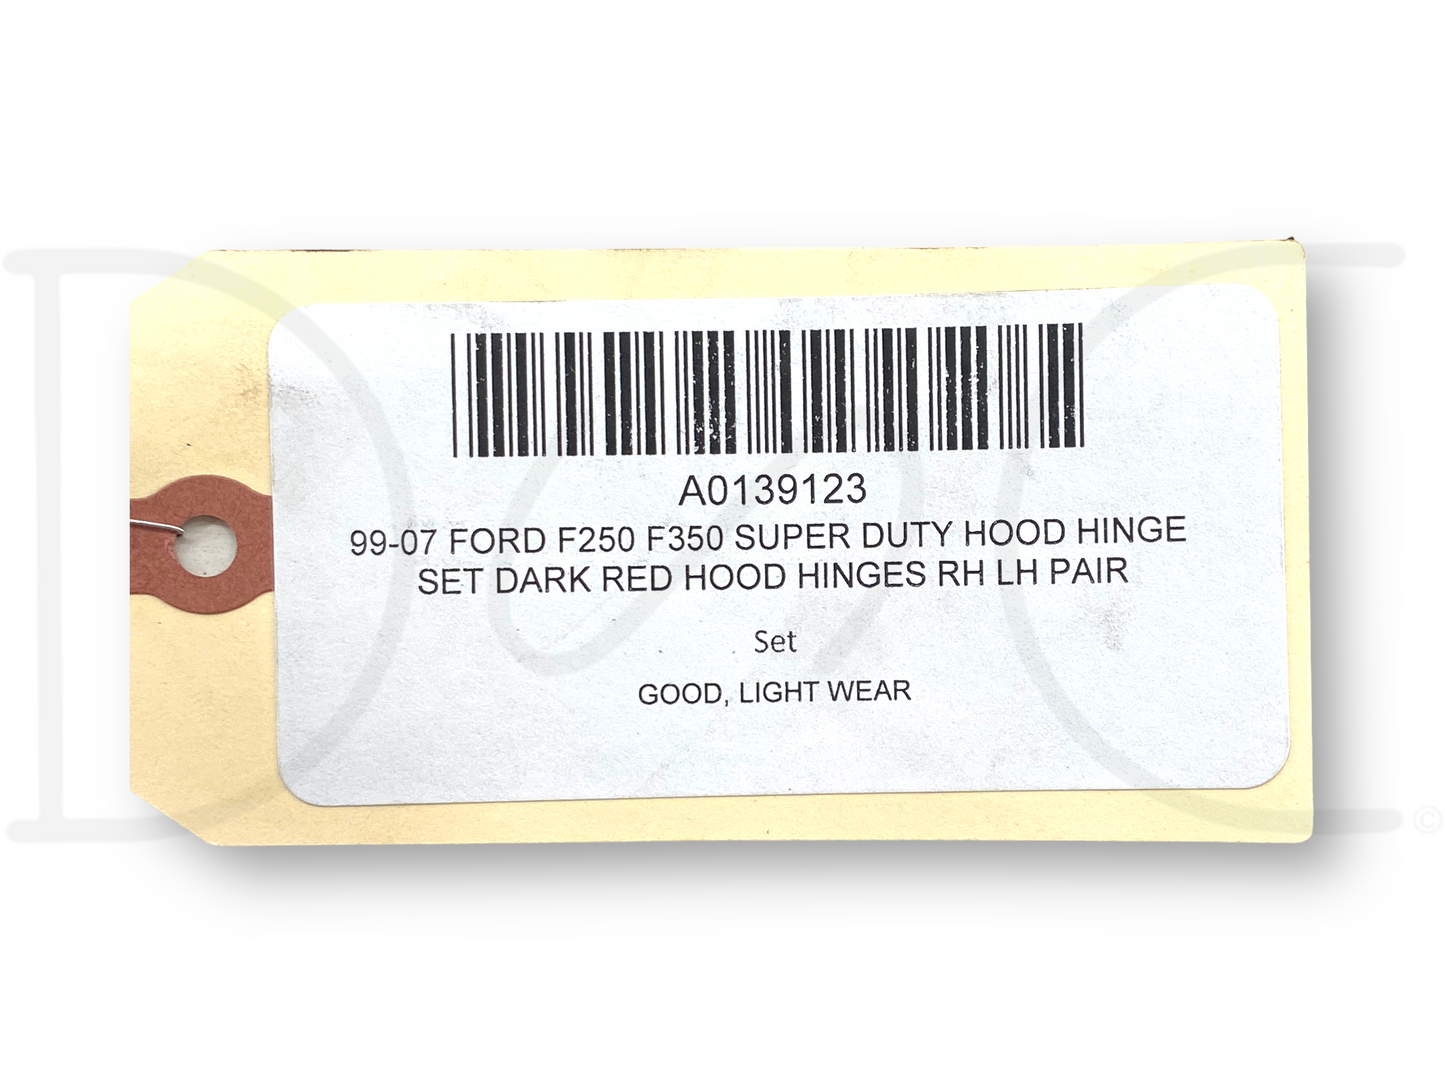 A0139123
99-07 FORD F250 F350 SUPER DUTY HOOD HINGE
SET DARK RED HOOD HINGES RH LH PAIR
Set
GOOD, LIGHT WEAR
D&C ©